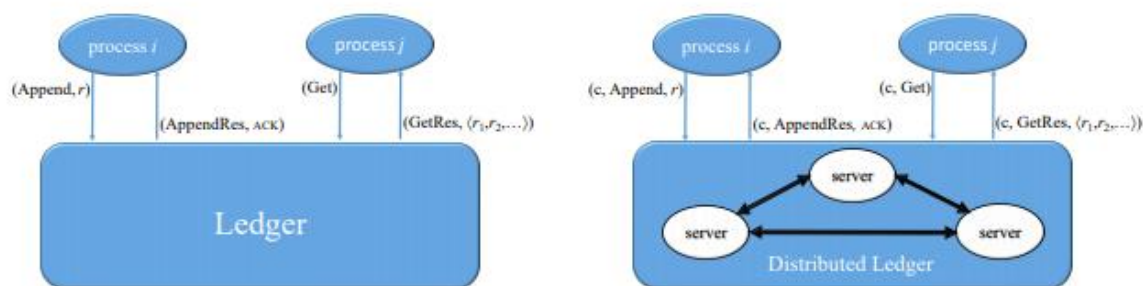 process i
process j
(Append, r)
(Get)
(AppendRes, ACK)
(GetRes, ⟨r₁,r₂,…⟩)
Ledger
process i
process j
(c, Append, r)
(c, Get)
(c, AppendRes, ACK)
(c, GetRes, ⟨r₁,r₂,…⟩)
server
server
server
Distributed Ledger